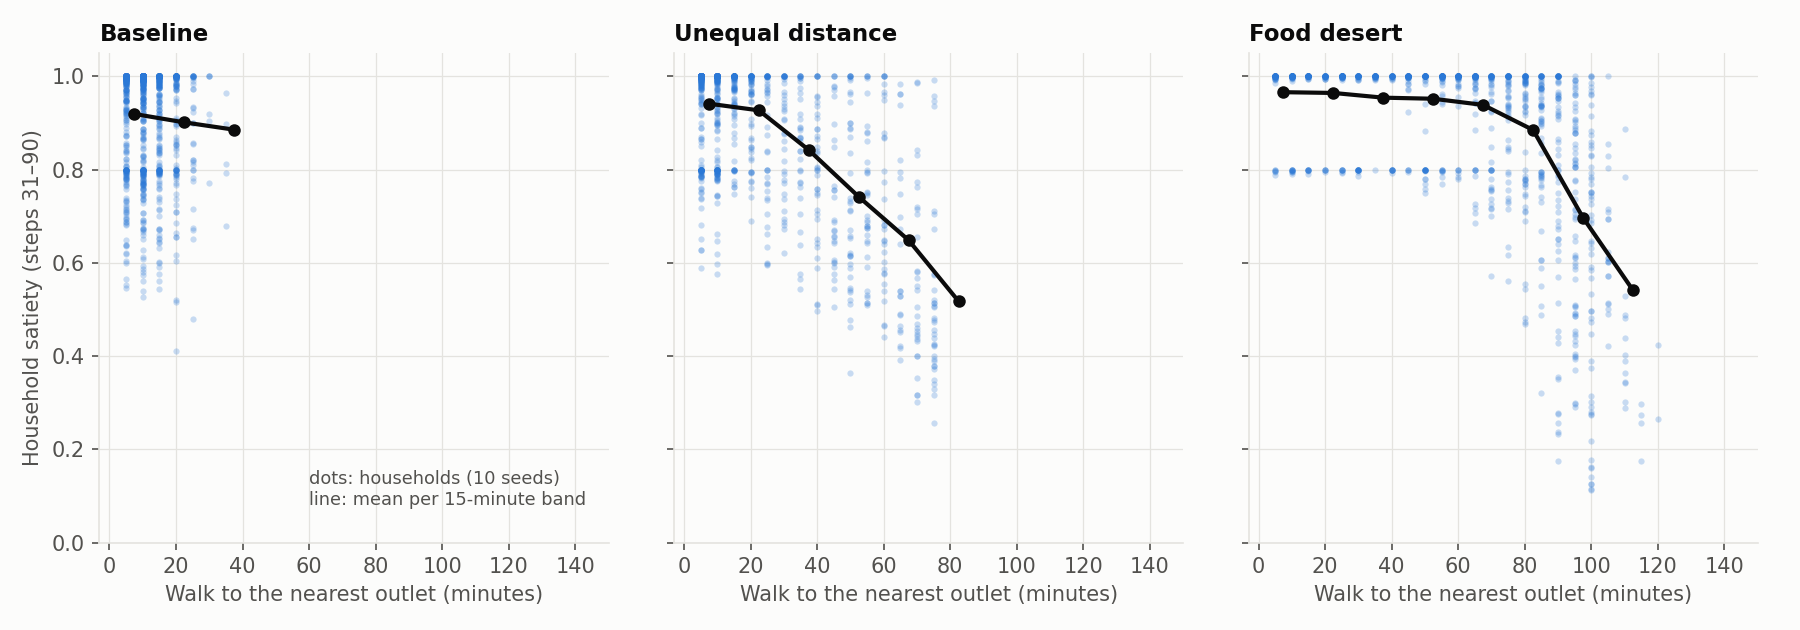 Baseline
Unequal distance
Food desert
Household satiety (steps 31–90)
1.0
0.8
0.6
0.4
0.2
0.0
dots: households (10 seeds)
line: mean per 15-minute band
0 20 40 60 80 100 120 140
0 20 40 60 80 100 120 140
0 20 40 60 80 100 120 140
Walk to the nearest outlet (minutes)
Walk to the nearest outlet (minutes)
Walk to the nearest outlet (minutes)